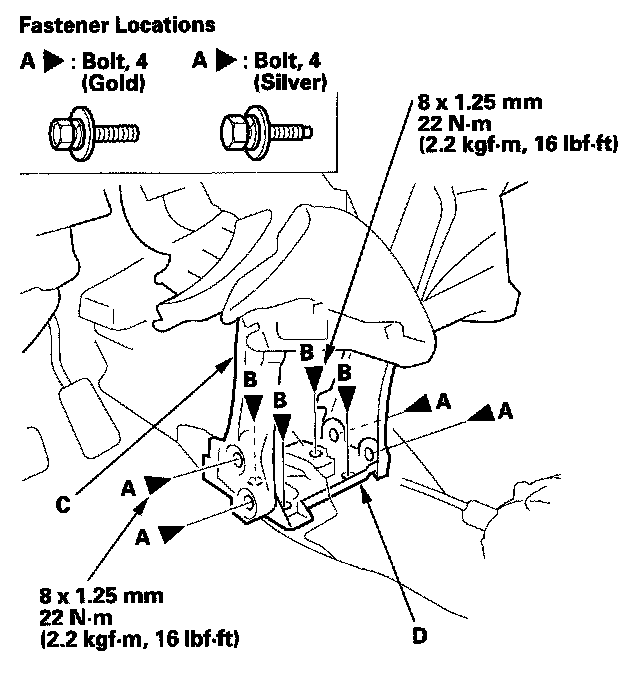 Fastener Locations
A ▶ : Bolt, 4
(Gold)
A ▶ : Bolt, 4
(Silver)
8 x 1.25 mm
22 N·m
(2.2 kgf·m, 16 lbf·ft)
B
B
B
B
A
A
A
C
A
8 x 1.25 mm
22 N·m
(2.2 kgf·m, 16 lbf·ft)
D